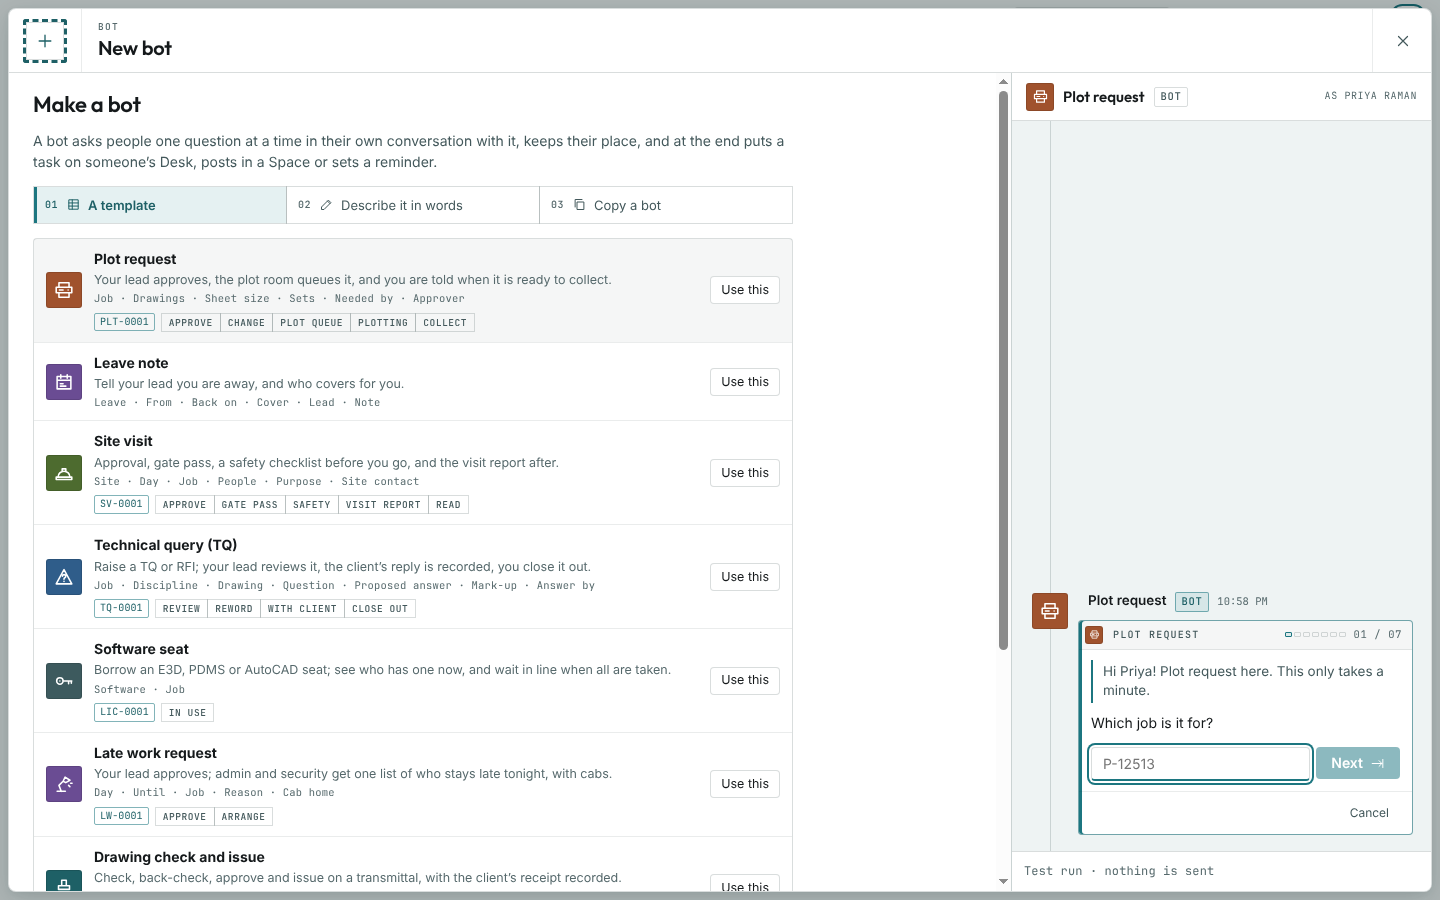 BOT
New bot
Make a bot
A bot asks people one question at a time in their own conversation with it, keeps their place, and at the end puts a
task on someone's Desk, posts in a Space or sets a reminder.
01 A template
02 Describe it in words
03 Copy a bot
Plot request
Your lead approves, the plot room queues it, and you are told when it is ready to collect.
Job · Drawings · Sheet size · Sets · Needed by · Approver
PLT-0001 APPROVE CHANGE PLOT QUEUE PLOTTING COLLECT
Use this
Leave note
Tell your lead you are away, and who covers for you.
Leave · From · Back on · Cover · Lead · Note
Use this
Site visit
Approval, gate pass, a safety checklist before you go, and the visit report after.
Site · Day · Job · People · Purpose · Site contact
SV-0001 APPROVE GATE PASS SAFETY VISIT REPORT READ
Use this
Technical query (TQ)
Raise a TQ or RFI; your lead reviews it, the client's reply is recorded, you close it out.
Job · Discipline · Drawing · Question · Proposed answer · Mark-up · Answer by
TQ-0001 REVIEW REWORD WITH CLIENT CLOSE OUT
Use this
Software seat
Borrow an E3D, PDMS or AutoCAD seat; see who has one now, and wait in line when all are taken.
Software · Job
LIC-0001 IN USE
Use this
Late work request
Your lead approves; admin and security get one list of who stays late tonight, with cabs.
Day · Until · Job · Reason · Cab home
LW-0001 APPROVE ARRANGE
Use this
Drawing check and issue
Check, back-check, approve and issue on a transmittal, with the client's receipt recorded.
Use this
Plot request BOT
AS PRIYA RAMAN
Plot request BOT 10:58 PM
PLOT REQUEST 01 / 07
Hi Priya! Plot request here. This only takes a
minute.
Which job is it for?
P-12513
Next
Cancel
Test run · nothing is sent